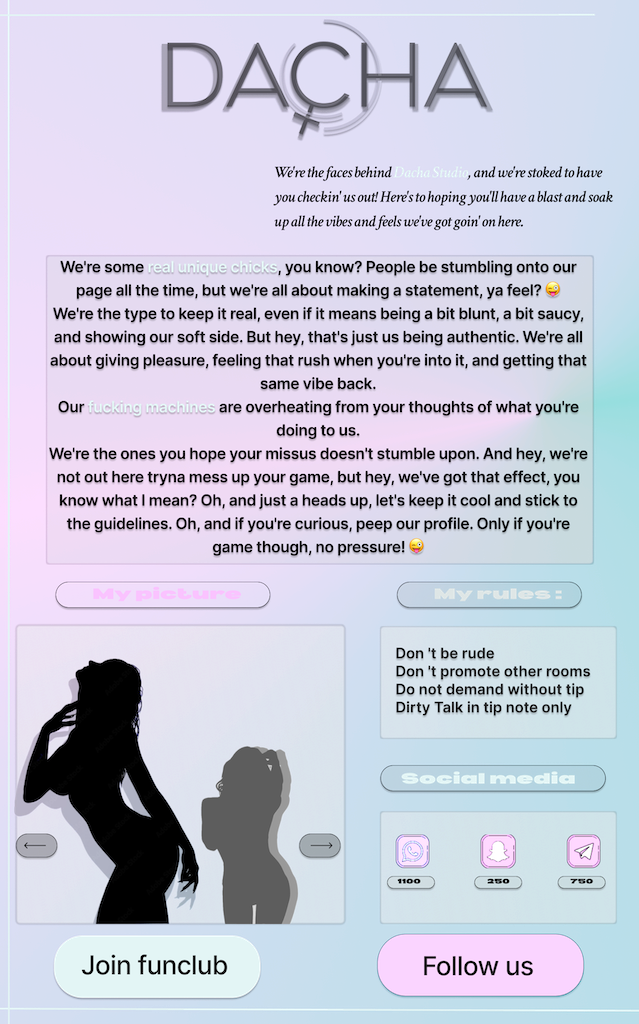 DACHA
We're the faces behind Dacha Studio, and we're stoked to have
you checkin' us out! Here's to hoping you'll have a blast and soak
up all the vibes and feels we've got goin' on here.
We're some real unique chicks, you know? People be stumbling onto our
page all the time, but we're all about making a statement, ya feel? 😜
We're the type to keep it real, even if it means being a bit blunt, a bit saucy,
and showing our soft side. But hey, that's just us being authentic. We're all
about giving pleasure, feeling that rush when you're into it, and getting that
same vibe back.
Our fucking machines are overheating from your thoughts of what you're
doing to us.
We're the ones you hope your missus doesn't stumble upon. And hey, we're
not out here tryna mess up your game, but hey, we've got that effect, you
know what I mean? Oh, and just a heads up, let's keep it cool and stick to
the guidelines. Oh, and if you're curious, peep our profile. Only if you're
game though, no pressure! 😜
My picture
My rules :
Don 't be rude
Don 't promote other rooms
Do not demand without tip
Dirty Talk in tip note only
Social media
1100 250 750
Join funclub
Follow us